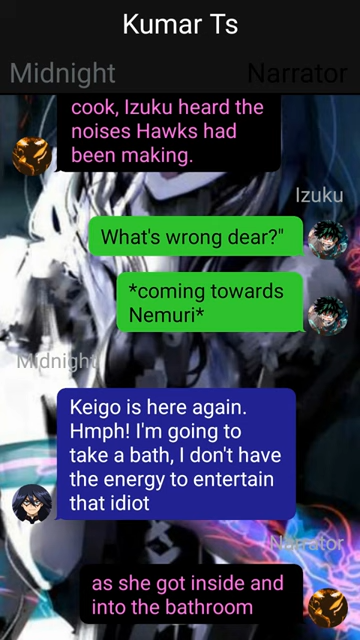 Kumar Ts
Midnight
Narrator
cook, Izuku heard the
noises Hawks had
been making.
Izuku
What's wrong dear?"
*coming towards
Nemuri*
Midnight
Keigo is here again.
Hmph! I'm going to
take a bath, I don't have
the energy to entertain
that idiot
Narrator
as she got inside and
into the bathroom